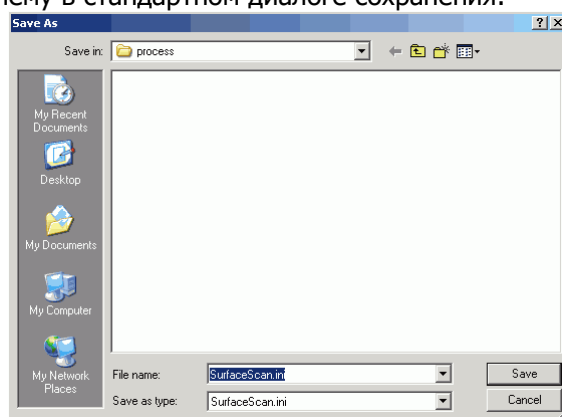 в стандартном диалоге сохранения.
Save As
Save in:
process
My Recent
Documents
Desktop
My Documents
My Computer
My Network
Places
File name:
SurfaceScan.ini
Save
Save as type:
SurfaceScan.ini
Cancel